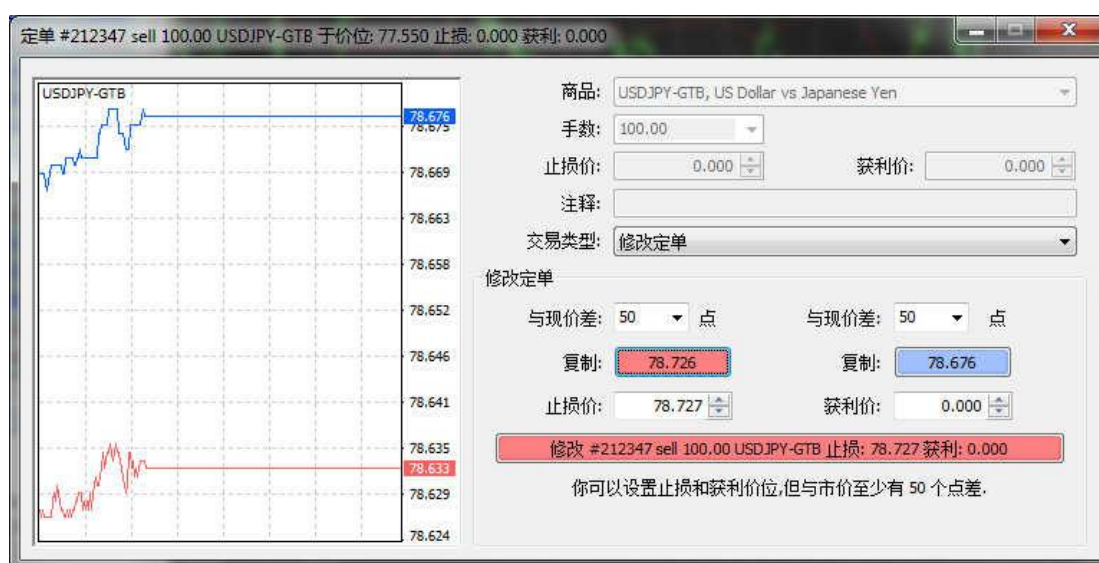 定单 #212347 sell 100.00 USDJPY-GTB 于价位: 77.550 止损: 0.000 获利: 0.000
USDJPY-GTB
78.676
78.675
78.669
78.663
78.658
78.652
78.646
78.641
78.635
78.633
78.629
78.624
商品: USDJPY-GTB, US Dollar vs Japanese Yen
手数: 100.00
止损价: 0.000 获利价: 0.000
注释:
交易类型: 修改定单
修改定单
与现价差: 50 点 与现价差: 50 点
复制: 78.726 复制: 78.676
止损价: 78.727 获利价: 0.000
修改 #212347 sell 100.00 USDJPY-GTB 止损: 78.727 获利: 0.000
你可以设置止损和获利价位,但与市价至少有 50 个点差.